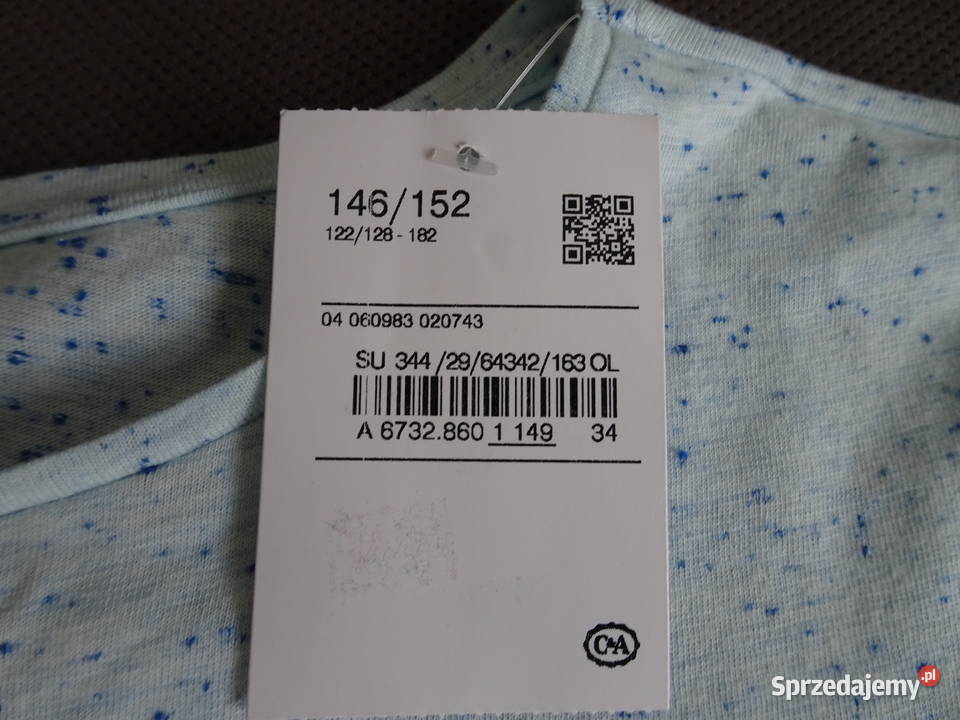 146/152
122/128 - 182
04 060983 020743
SU 344 /29/64342/163 OL
A 6732.860 1 149 34
C&A
Sprzedajemy.pl